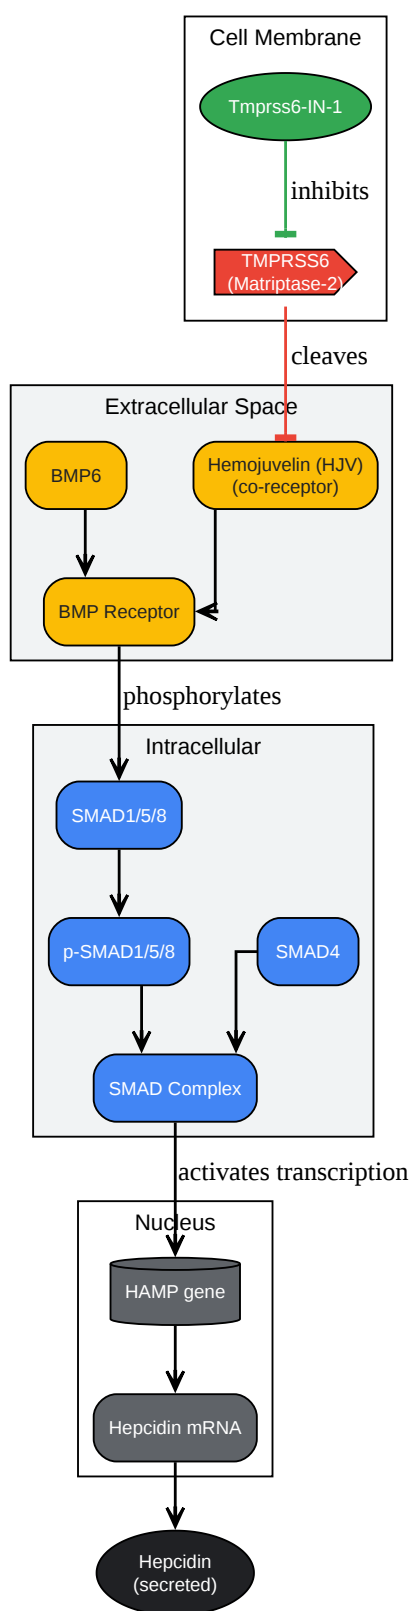 Cell Membrane
Tmprss6-IN-1
inhibits
TMPRSS6
(Matriptase-2)
cleaves
Extracellular Space
BMP6
Hemojuvelin (HJV)
(co-receptor)
BMP Receptor
phosphorylates
Intracellular
SMAD1/5/8
p-SMAD1/5/8
SMAD4
SMAD Complex
activates transcription
Nucleus
HAMP gene
Hepcidin mRNA
Hepcidin
(secreted)